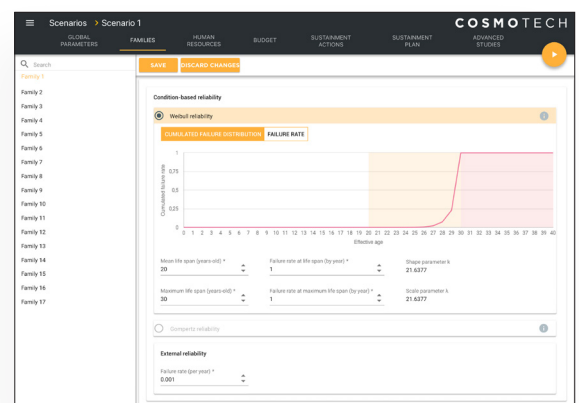 Scenarios > Scenario 1
COSMOTECH
GLOBAL PARAMETERS
FAMILIES
HUMAN RESOURCES
BUDGET
SUSTAINMENT ACTIONS
SUSTAINMENT PLAN
ADVANCED STUDIES
Search
SAVE
DISCARD CHANGES
Family 1
Family 2
Family 3
Family 4
Family 5
Family 6
Family 7
Family 8
Family 9
Family 10
Family 11
Family 12
Family 13
Family 14
Family 15
Family 16
Family 17
Condition-based reliability
Weibull reliability
CUMULATED FAILURE DISTRIBUTION
FAILURE RATE
Cumulated failure rate
1
0,75
0,5
0,25
0
0 1 2 3 4 5 6 7 8 9 10 11 12 13 14 15 16 17 18 19 20 21 22 23 24 25 26 27 28 29 30 31 32 33 34 35 36 37 38 39 40
Effective age
Mean life span (years-old) *
20
Failure rate at life span (by year) *
1
Shape parameter k
21.6377
Maximum life span (years-old) *
30
Failure rate at maximum life span (by year) *
1
Scale parameter k
21.6377
Gompertz reliability
External reliability
Failure rate (per year) *
0.001